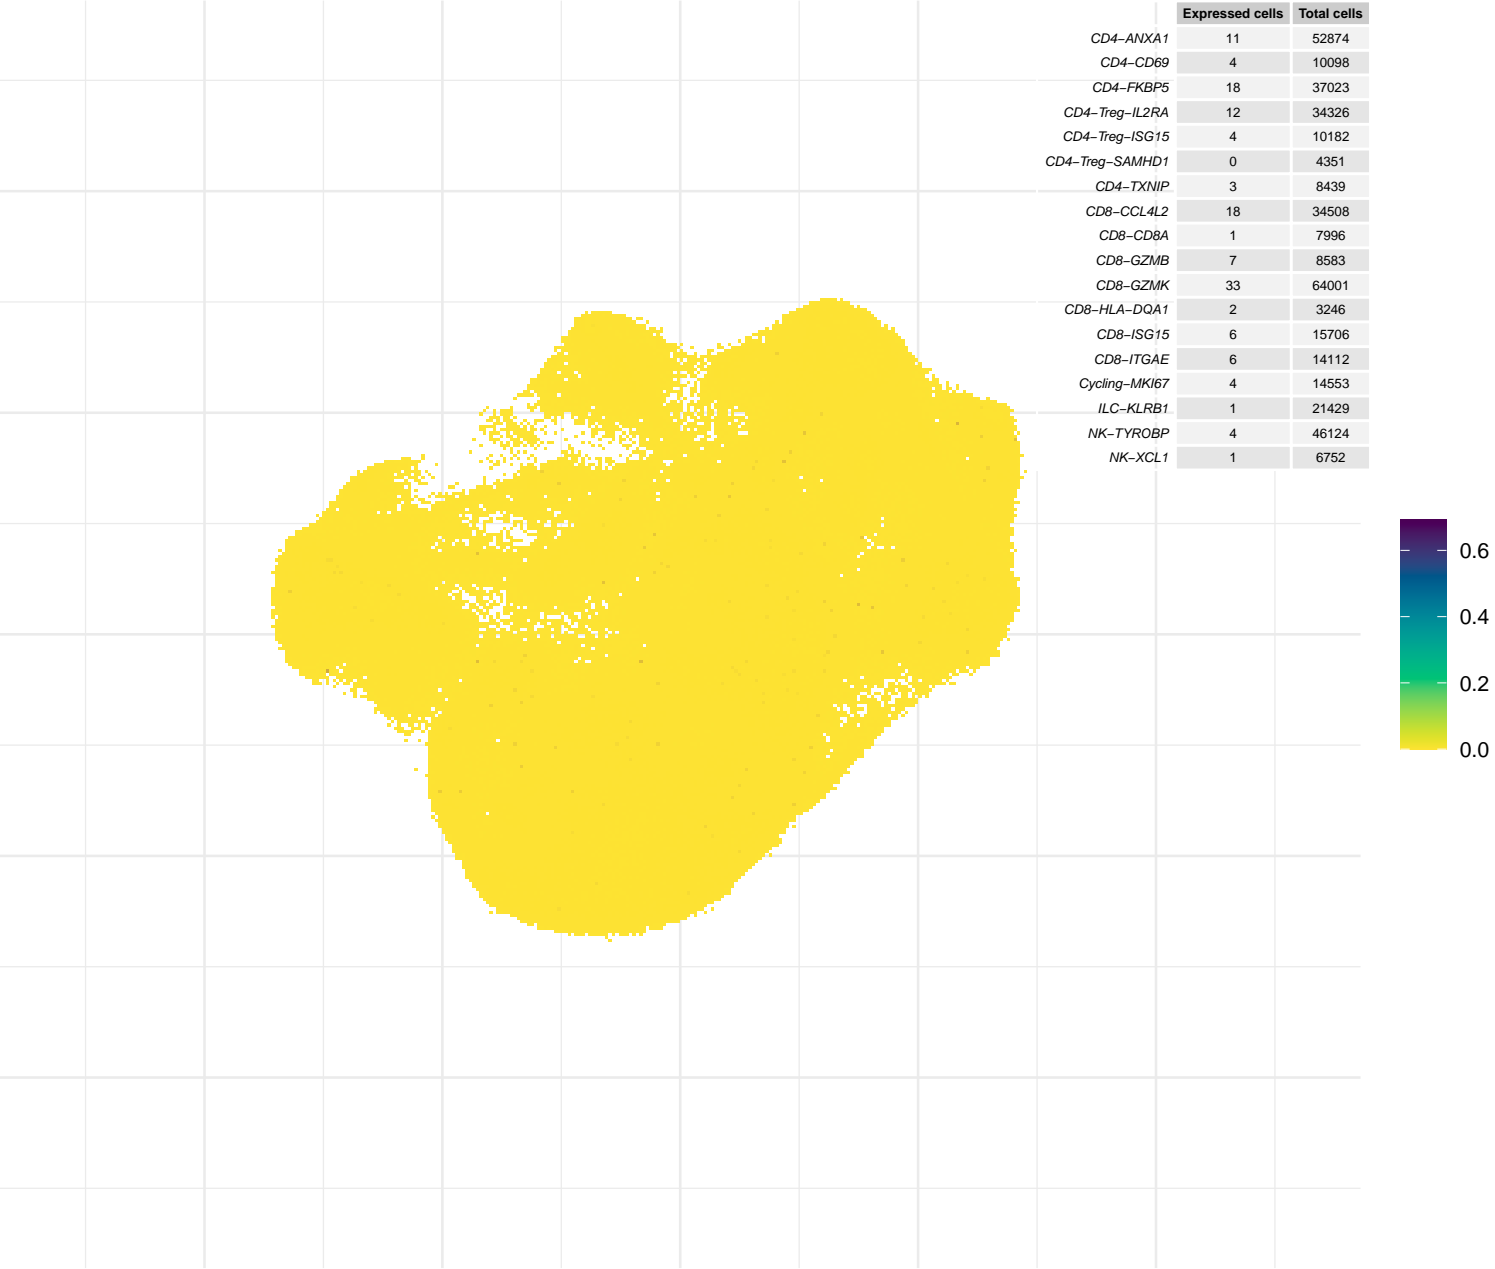 Expressed cells Total cells
CD4−ANXA1 11 52874
CD4−CD69 4 10098
CD4−FKBP5 18 37023
CD4−Treg−IL2RA 12 34326
CD4−Treg−ISG15 4 10182
CD4−Treg−SAMHD1 0 4351
CD4−TXNIP 3 8439
CD8−CCL4L2 18 34508
CD8−CD8A 1 7996
CD8−GZMB 7 8583
CD8−GZMK 33 64001
CD8−HLA−DQA1 2 3246
CD8−ISG15 6 15706
CD8−ITGAE 6 14112
Cycling−MKI67 4 14553
ILC−KLRB1 1 21429
NK−TYROBP 4 46124
NK−XCL1 1 6752
0.6
0.4
0.2
0.0